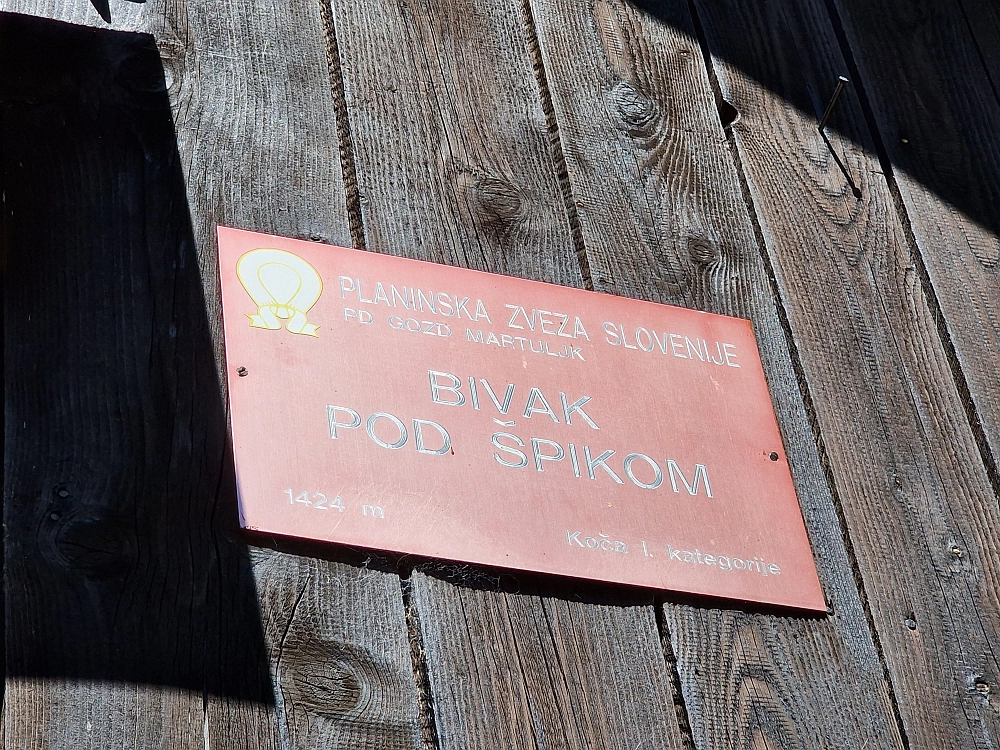 PLANINSKA ZVEZA SLOVENIJE
PD GOZD MARTULJK
BIVAK
POD ŠPIKOM
1424 m
Koča I. kategorije